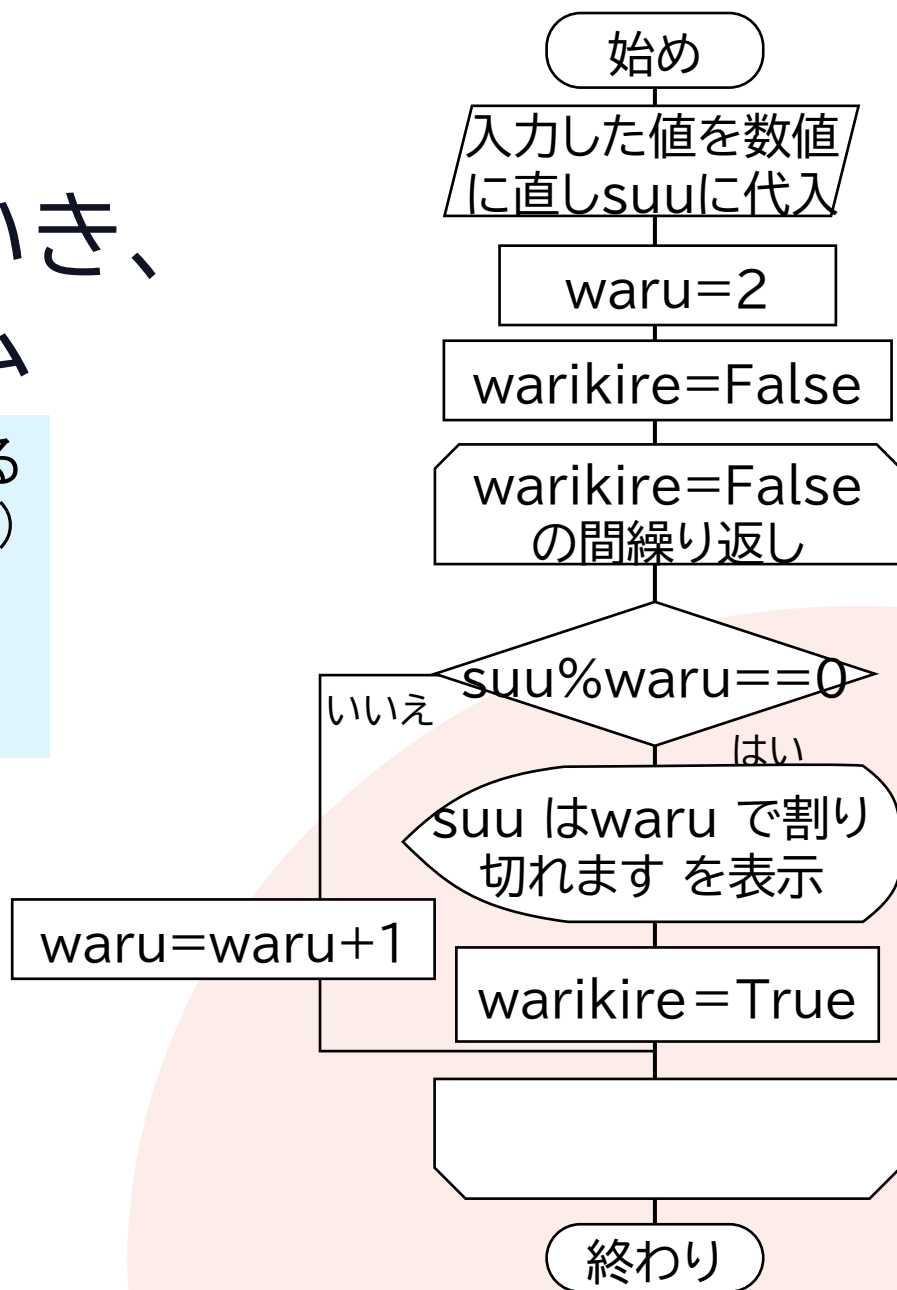 いき、
る
)
始め
入力した値を数値
に直しsuuに代入
waru=2
warikire=False
warikire=False
の間繰り返し
suu%waru==0
いいえ
はい
suu はwaru で割り
切れます を表示
waru=waru+1
warikire=True
終わり